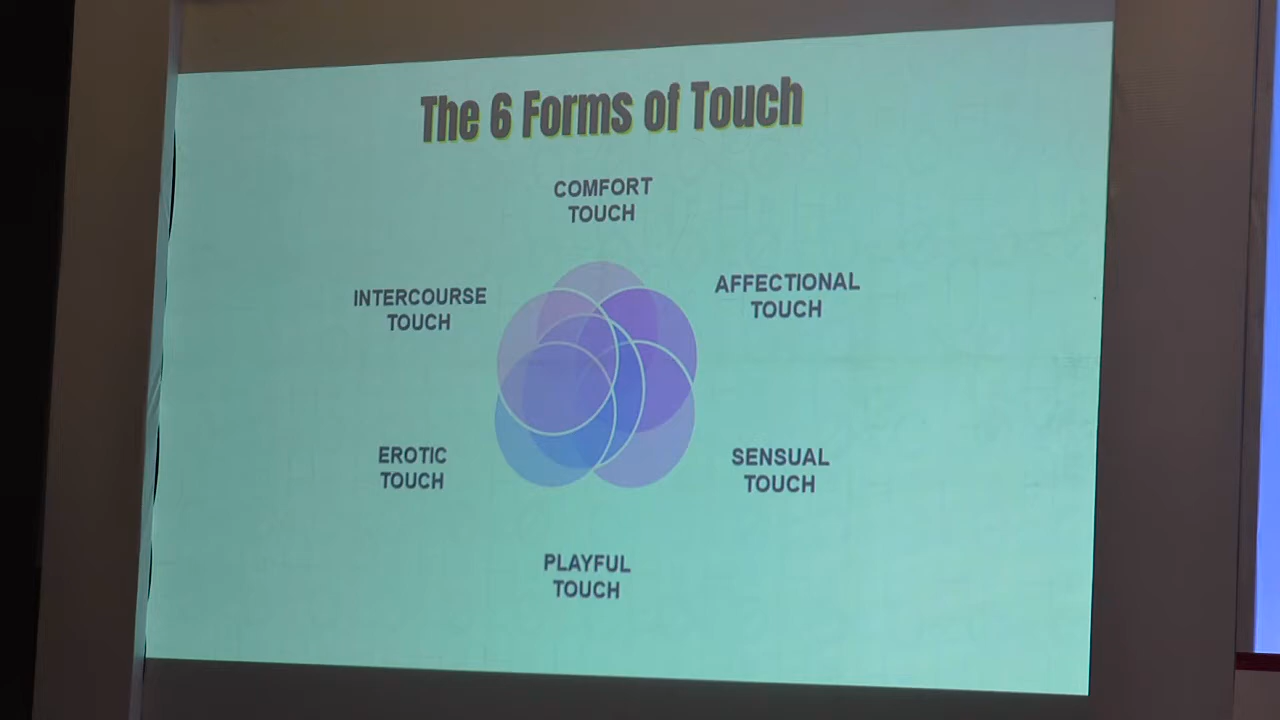 The 6 Forms of Touch
COMFORT
TOUCH
AFFECTIONAL
TOUCH
SENSUAL
TOUCH
PLAYFUL
TOUCH
EROTIC
TOUCH
INTERCOURSE
TOUCH